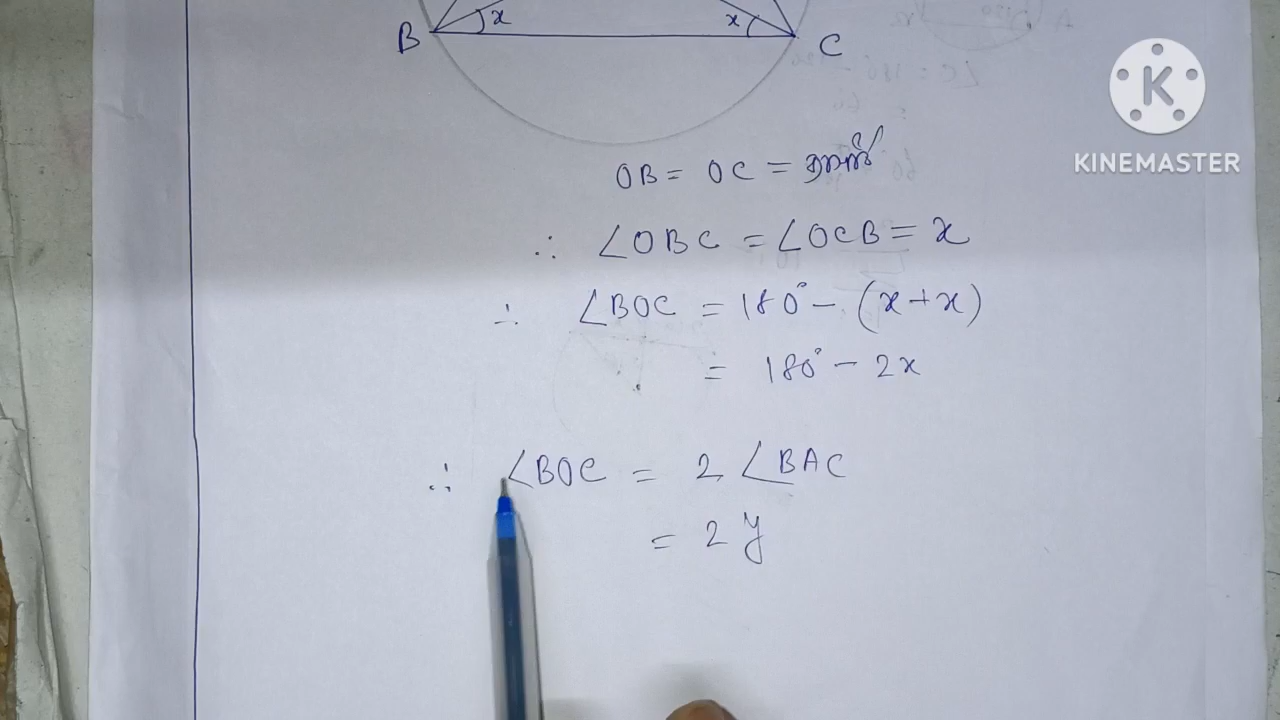 B x x C
KINEMASTER
OB = OC = ആരം
∴ ∠OBC = ∠OCB = x
∴ ∠BOC = 180° - (x + x)
= 180° - 2x
∴ ∠BOC = 2 ∠BAC
= 2y